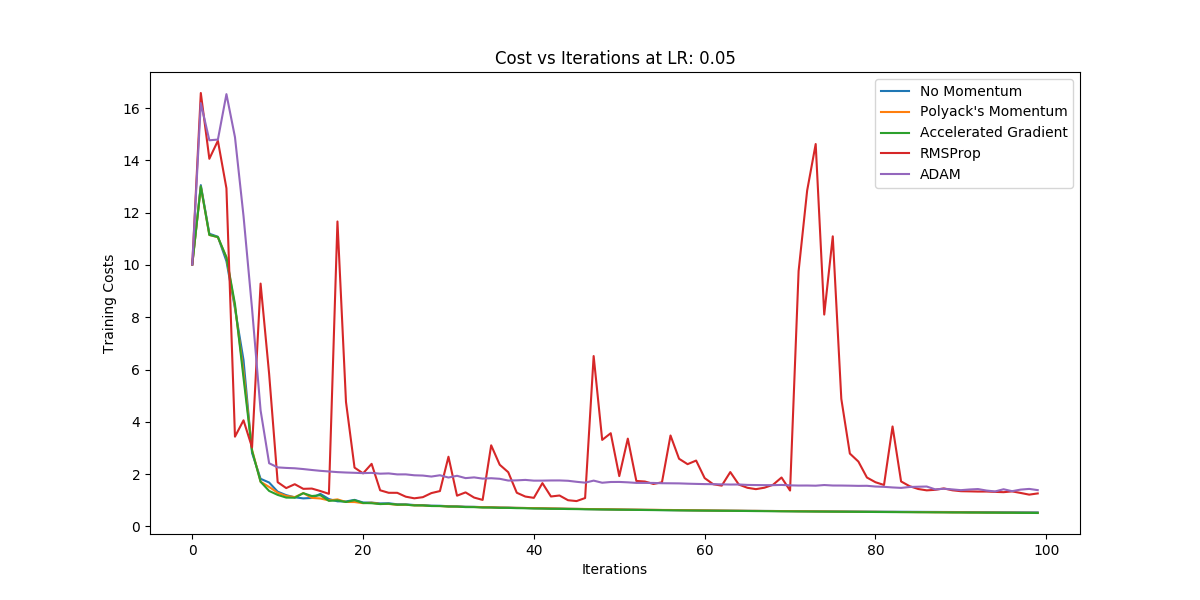 Cost vs Iterations at LR: 0.05
No Momentum
Polyack's Momentum
Accelerated Gradient
RMSProp
ADAM
Training Costs
16
14
12
10
8
6
4
2
0
0 20 40 60 80 100
Iterations